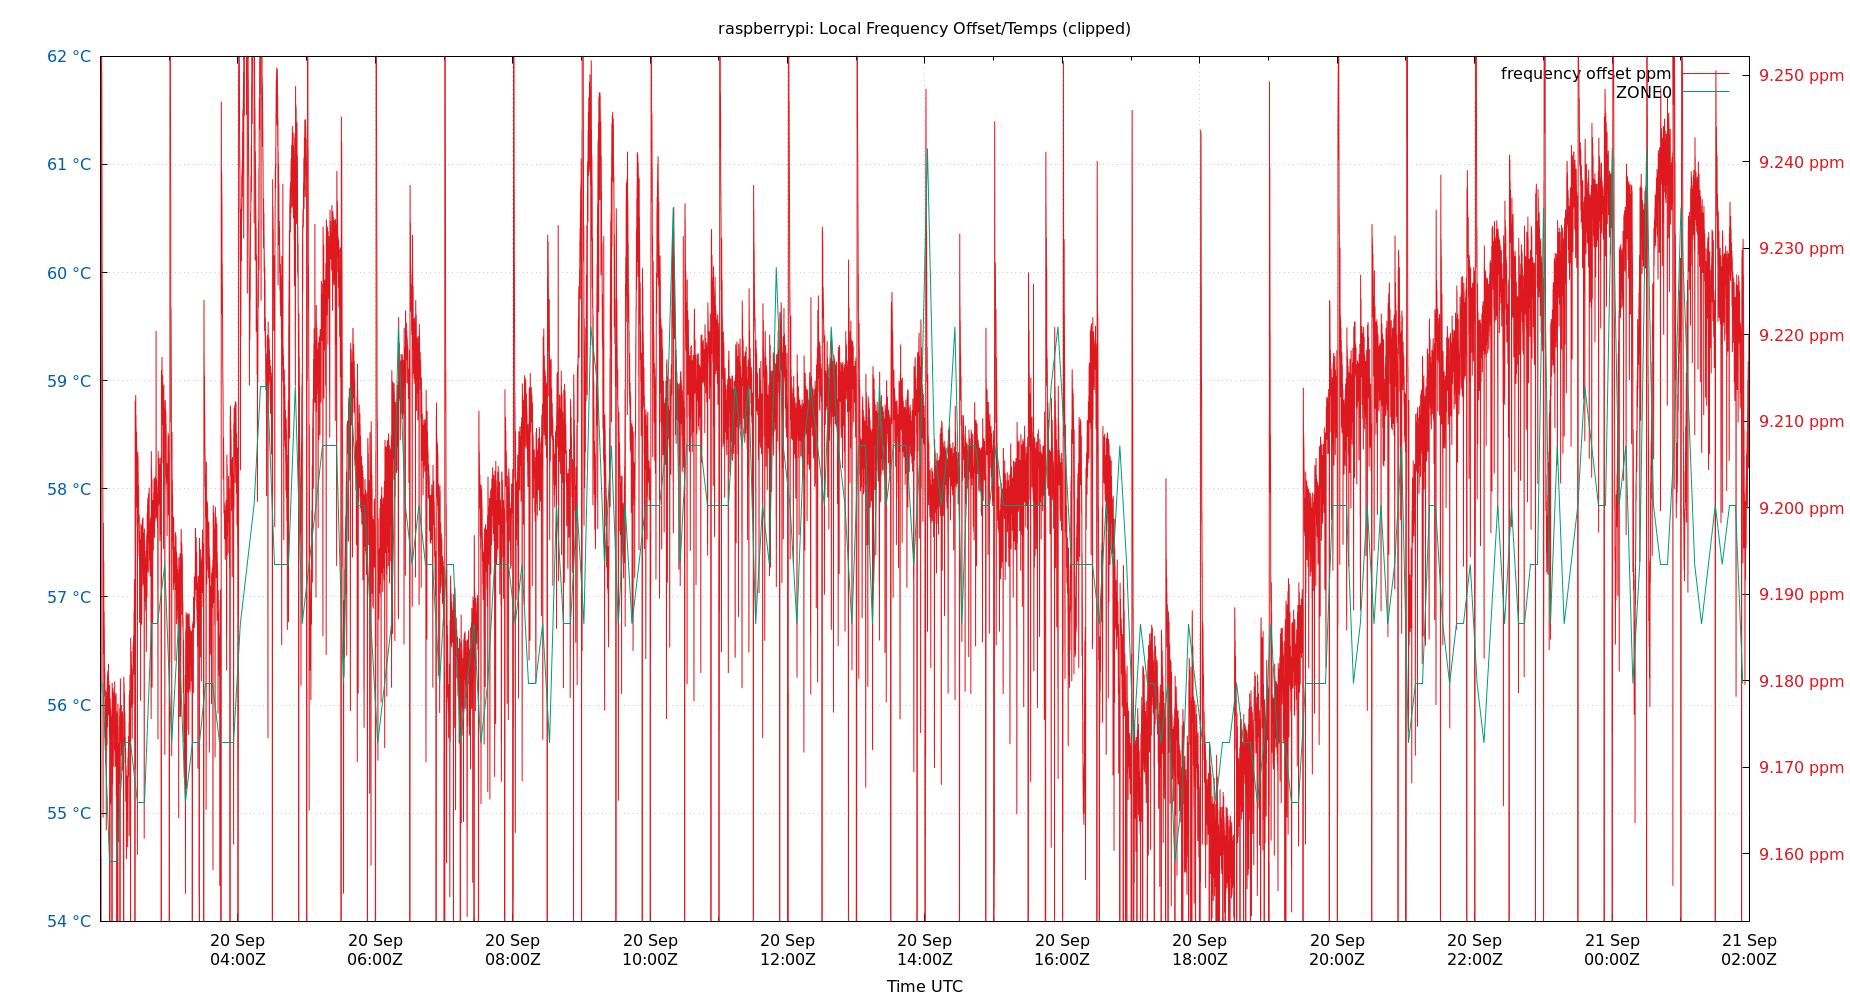 raspberrypi: Local Frequency Offset/Temps (clipped)
62 °C
61 °C
60 °C
59 °C
58 °C
57 °C
56 °C
55 °C
54 °C
frequency offset ppm
ZONE0
9.250 ppm
9.240 ppm
9.230 ppm
9.220 ppm
9.210 ppm
9.200 ppm
9.190 ppm
9.180 ppm
9.170 ppm
9.160 ppm
20 Sep 20 Sep 20 Sep 20 Sep 20 Sep 20 Sep 20 Sep 20 Sep 20 Sep 20 Sep 21 Sep 21 Sep
04:00Z 06:00Z 08:00Z 10:00Z 12:00Z 14:00Z 16:00Z 18:00Z 20:00Z 22:00Z 00:00Z 02:00Z
Time UTC